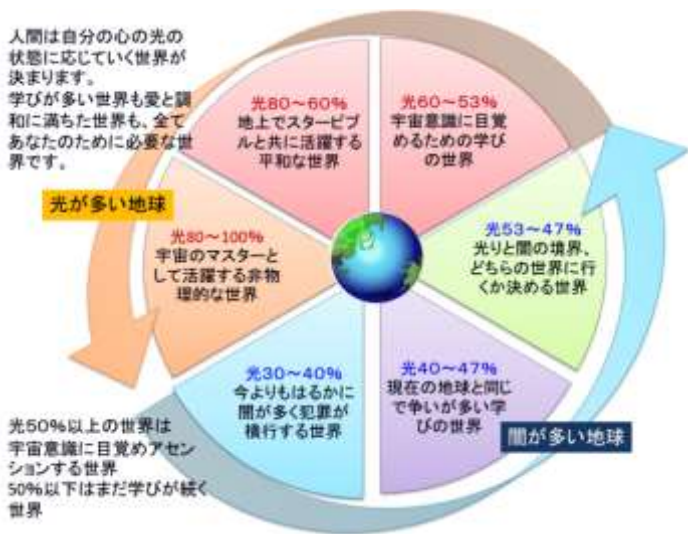 人間は自分の心の光の
状態に応じていく世界が
決まります。
学びが多い世界も愛と調
和に満ちた世界も、全て
あなたのために必要な世
界です。
光80～60%
地上でスターピプ
ルと共に活躍する
平和な世界
光60～53%
宇宙意識に目覚
めるための学び
の世界
光が多い地球
光80～100%
宇宙のマスターと
して活躍する非物
理的な世界
光53～47%
光りと闇の境界、
どちらの世界に行
くか決める世界
光30～40%
今よりもはるかに
闇が多く犯罪が
横行する世界
光40～47%
現在の地球と同じ
で争いが多い学
びの世界
闇が多い地球
光50%以上の世界は
宇宙意識に目覚めアセン
ションする世界
50%以下はまだ学びが続く
世界